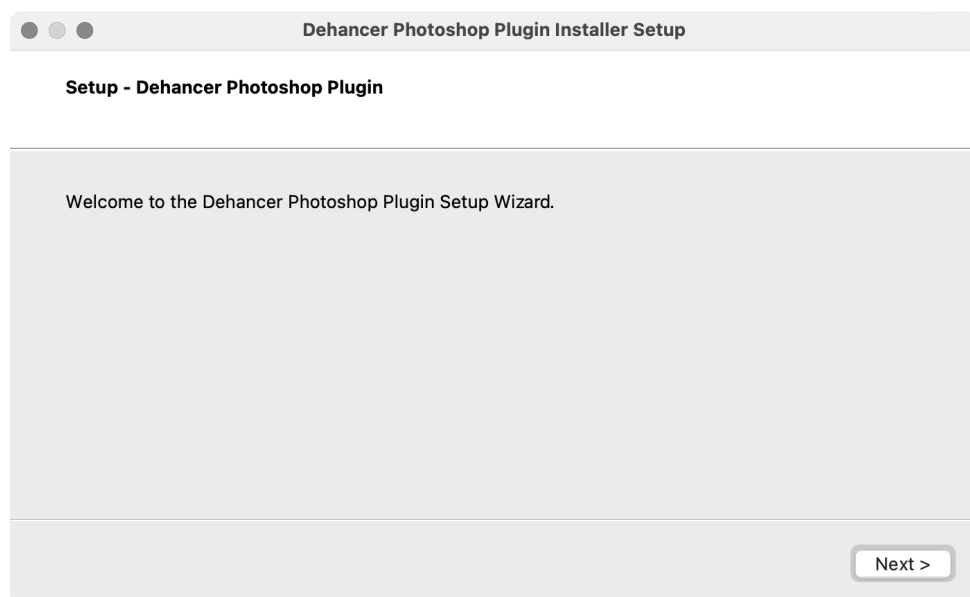 Dehancer Photoshop Plugin Installer Setup
Setup - Dehancer Photoshop Plugin
Welcome to the Dehancer Photoshop Plugin Setup Wizard.
Next >